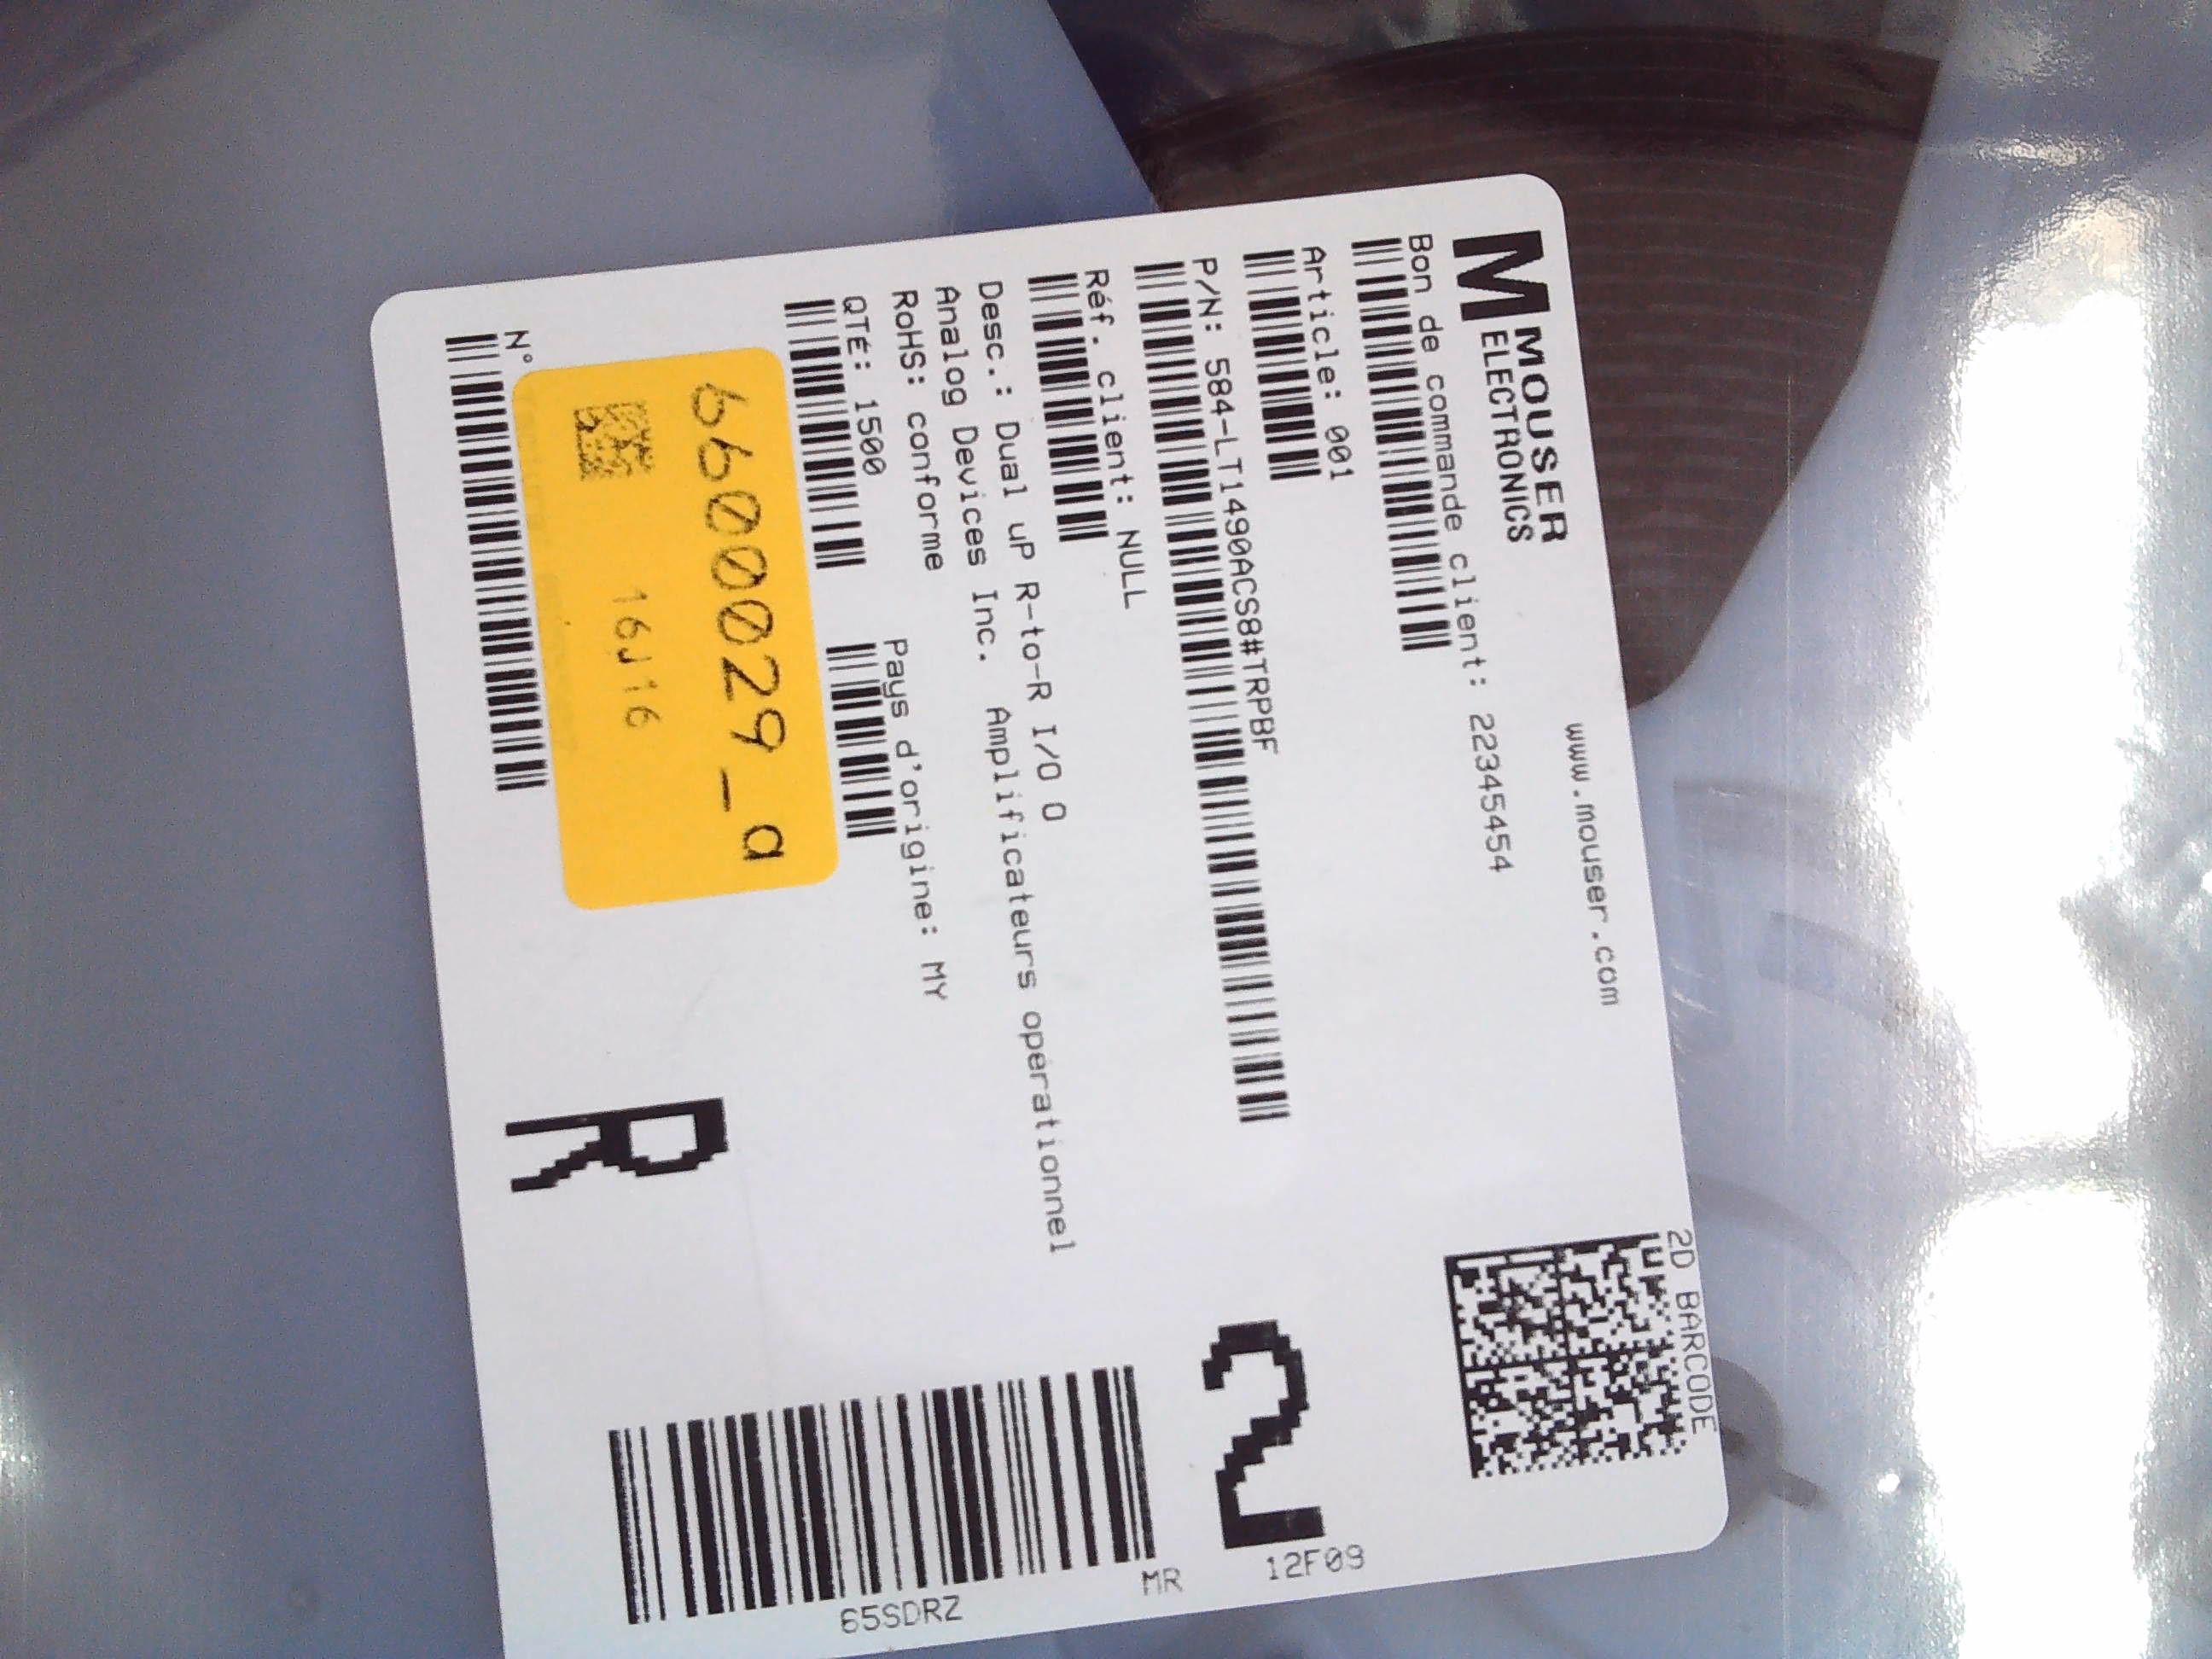 MOUSER
ELECTRONICS
www.mouser.com
2D BARCODE
Bon de commande client: 22345454
Article: 001
P/N: 584-LT1490ACS8#TRPBF
Réf. client: NULL
Desc.: Dual uP R-to-R I/O O
Analog Devices Inc. Amplificateurs opérationnel
RoHS: conforme
Pays d'origine: MY
QTÉ: 1500
6600029_a
16J16
N°
R
2
12F09
MR
65SDRZ